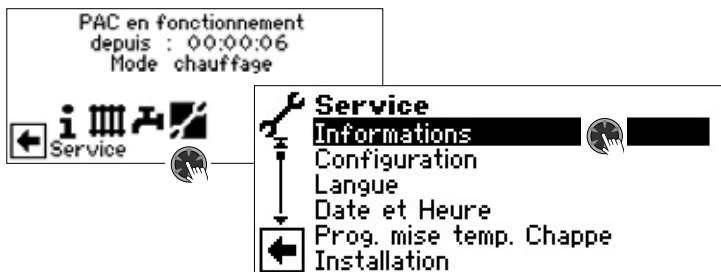 PAC en fonctionnement
depuis : 00:00:06
Mode chauffage
Service
Service
Informations
Configuration
Langue
Date et Heure
Prog. mise temp. Chappe
Installation